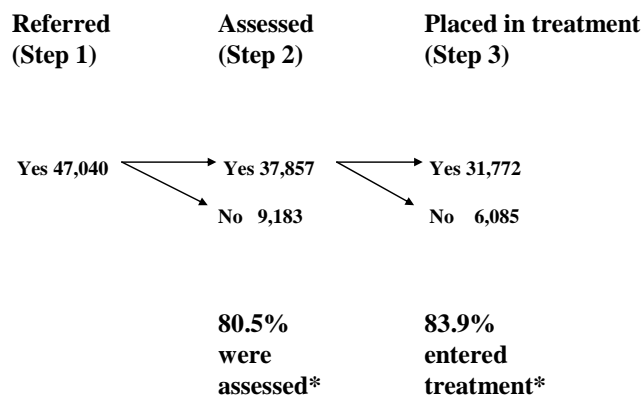 Referred Assessed Placed in treatment
(Step 1) (Step 2) (Step 3)
Yes 47,040 Yes 37,857 Yes 31,772
No 9,183 No 6,085
80.5% 83.9%
were entered
assessed* treatment*